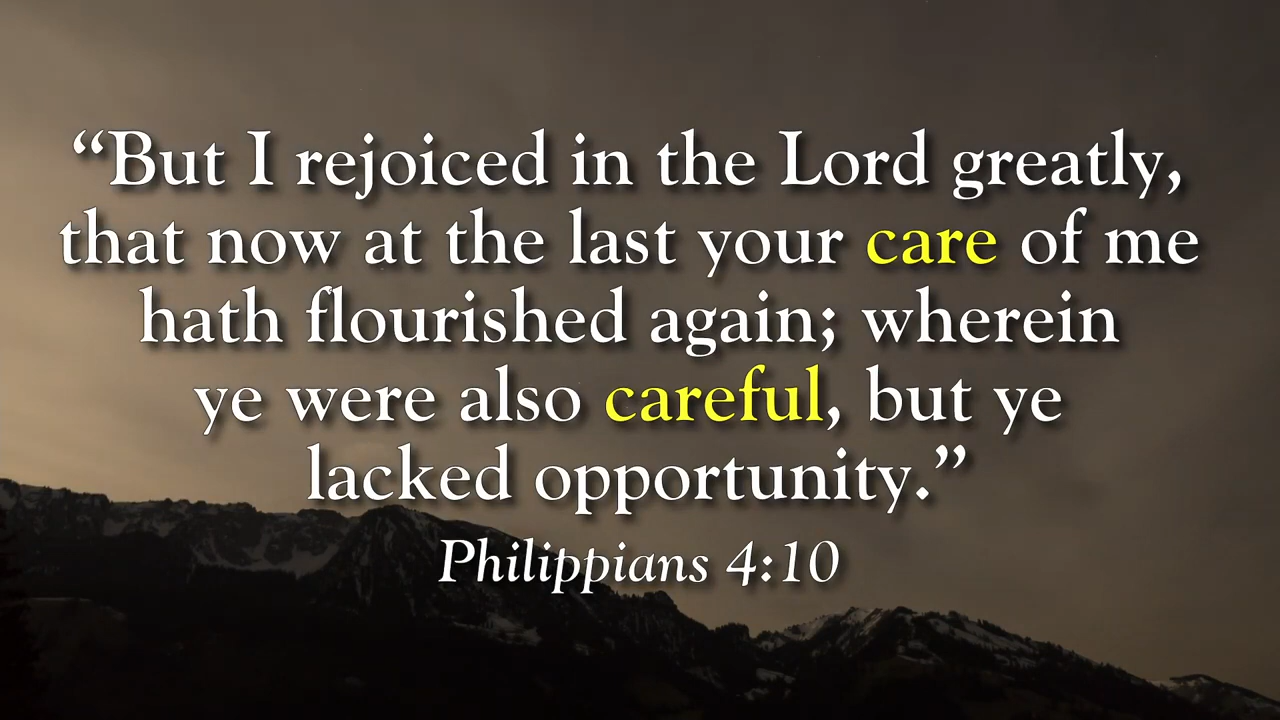 “But I rejoiced in the Lord greatly,
that now at the last your care of me
hath flourished again; wherein
ye were also careful, but ye
lacked opportunity.”
Philippians 4:10